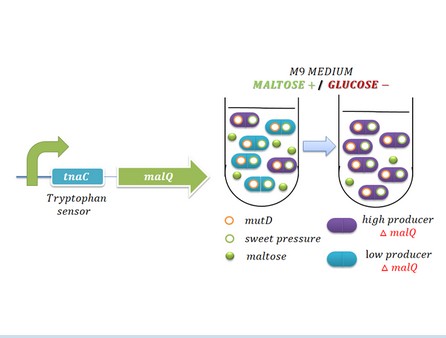 M9 MEDIUM
MALTOSE + / GLUCOSE −
tnaC
malQ
Tryptophan
sensor
mutD
sweet pressure
maltose
high producer
△ malQ
low producer
△ malQ